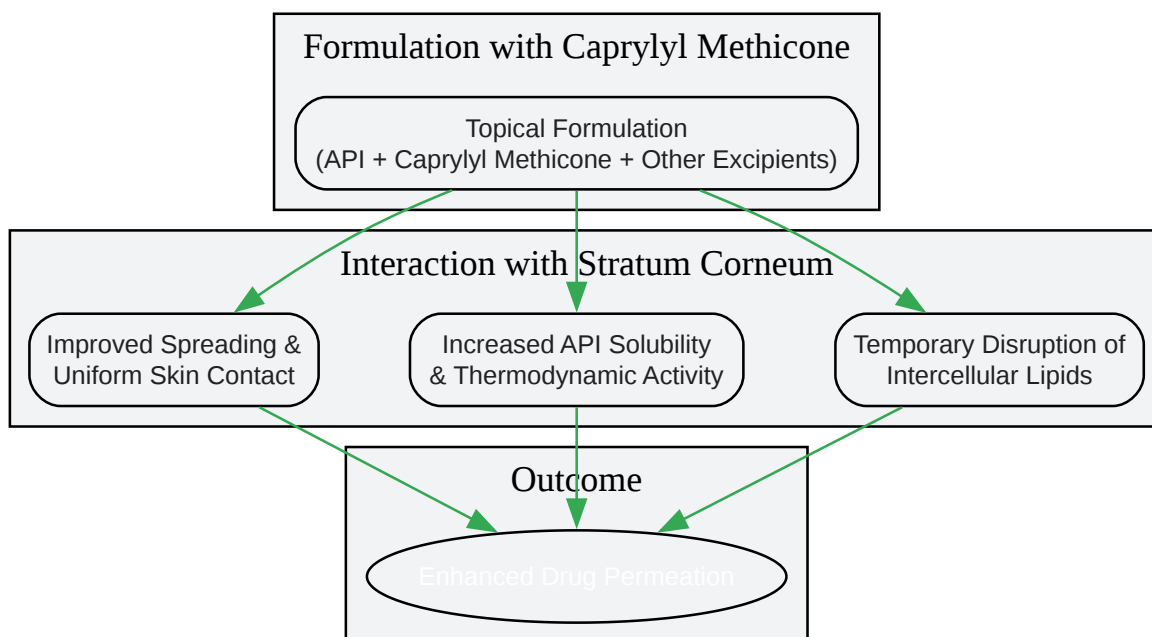 Formulation with Caprylyl Methicone
Topical Formulation
(API + Caprylyl Methicone + Other Excipients)
Interaction with Stratum Corneum
Improved Spreading &
Uniform Skin Contact
Increased API Solubility
& Thermodynamic Activity
Temporary Disruption of
Intercellular Lipids
Outcome
Enhanced Drug Permeation